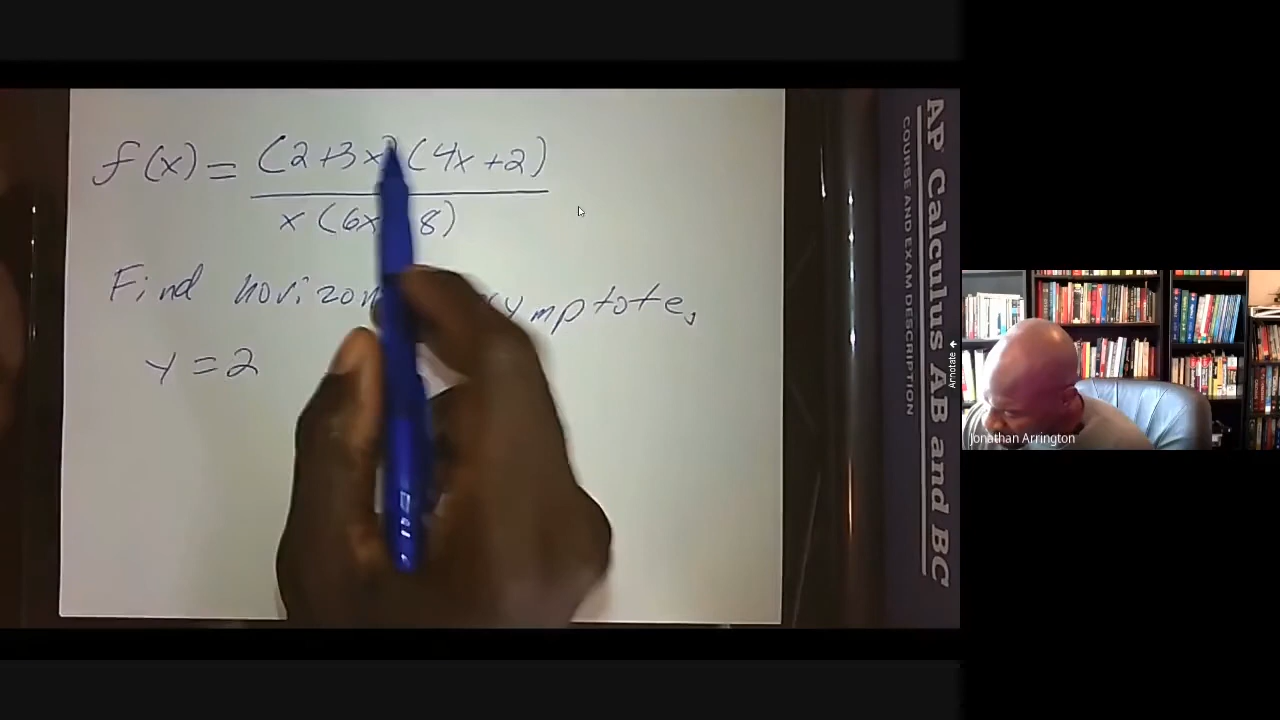 f(x) = (2+3x)(4x+2)
x(6x 8)
Find
y = 2
AP Calculus AB and BC
COURSE AND EXAM DESCRIPTION
Annotate
Jonathan Arrington